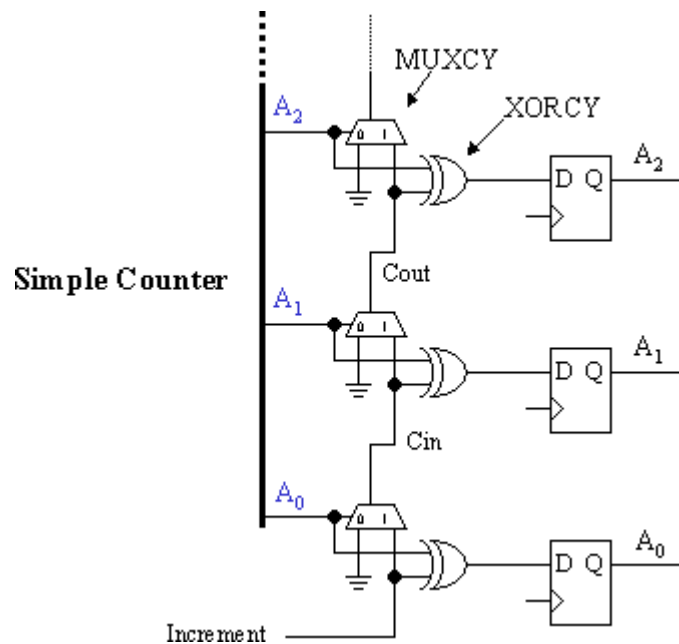 MUXCY
XORCY
A2
0 1
D Q
A2
Cout
Simple Counter
A1
0 1
D Q
A1
Cin
A0
0 1
D Q
A0
Increment